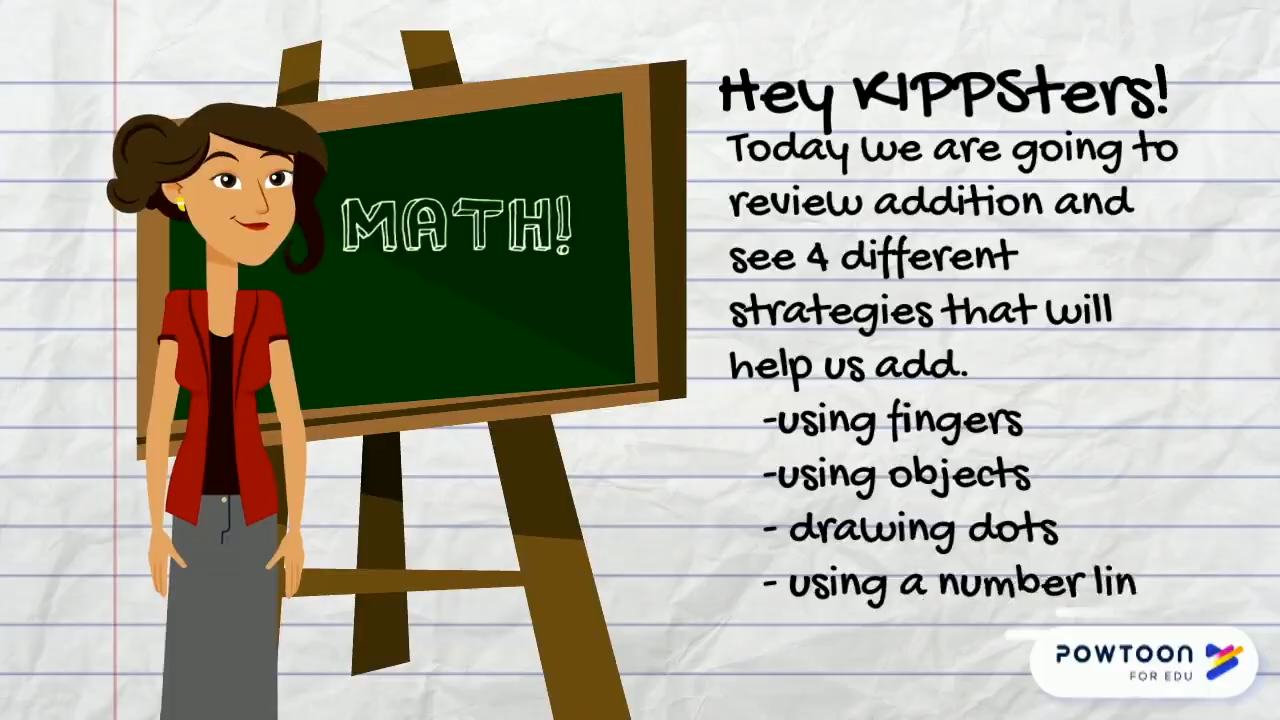 MATH!
Hey KIPPSters!
Today we are going to
review addition and
see 4 different
strategies that will
help us add.
-using fingers
-using objects
- drawing dots
- using a number lin
POWTOON
FOR EDU